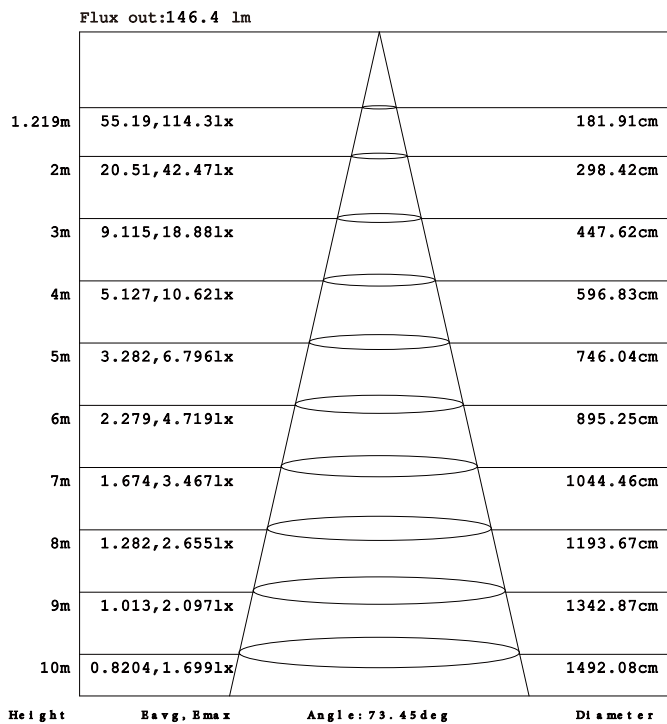 Flux out:146.4 lm
1.219m 55.19,114.3lx 181.91cm
2m 20.51,42.47lx 298.42cm
3m 9.115,18.88lx 447.62cm
4m 5.127,10.62lx 596.83cm
5m 3.282,6.796lx 746.04cm
6m 2.279,4.719lx 895.25cm
7m 1.674,3.467lx 1044.46cm
8m 1.282,2.655lx 1193.67cm
9m 1.013,2.097lx 1342.87cm
10m 0.8204,1.699lx 1492.08cm
Height Eavg,Emax Angle:73.45deg Diameter